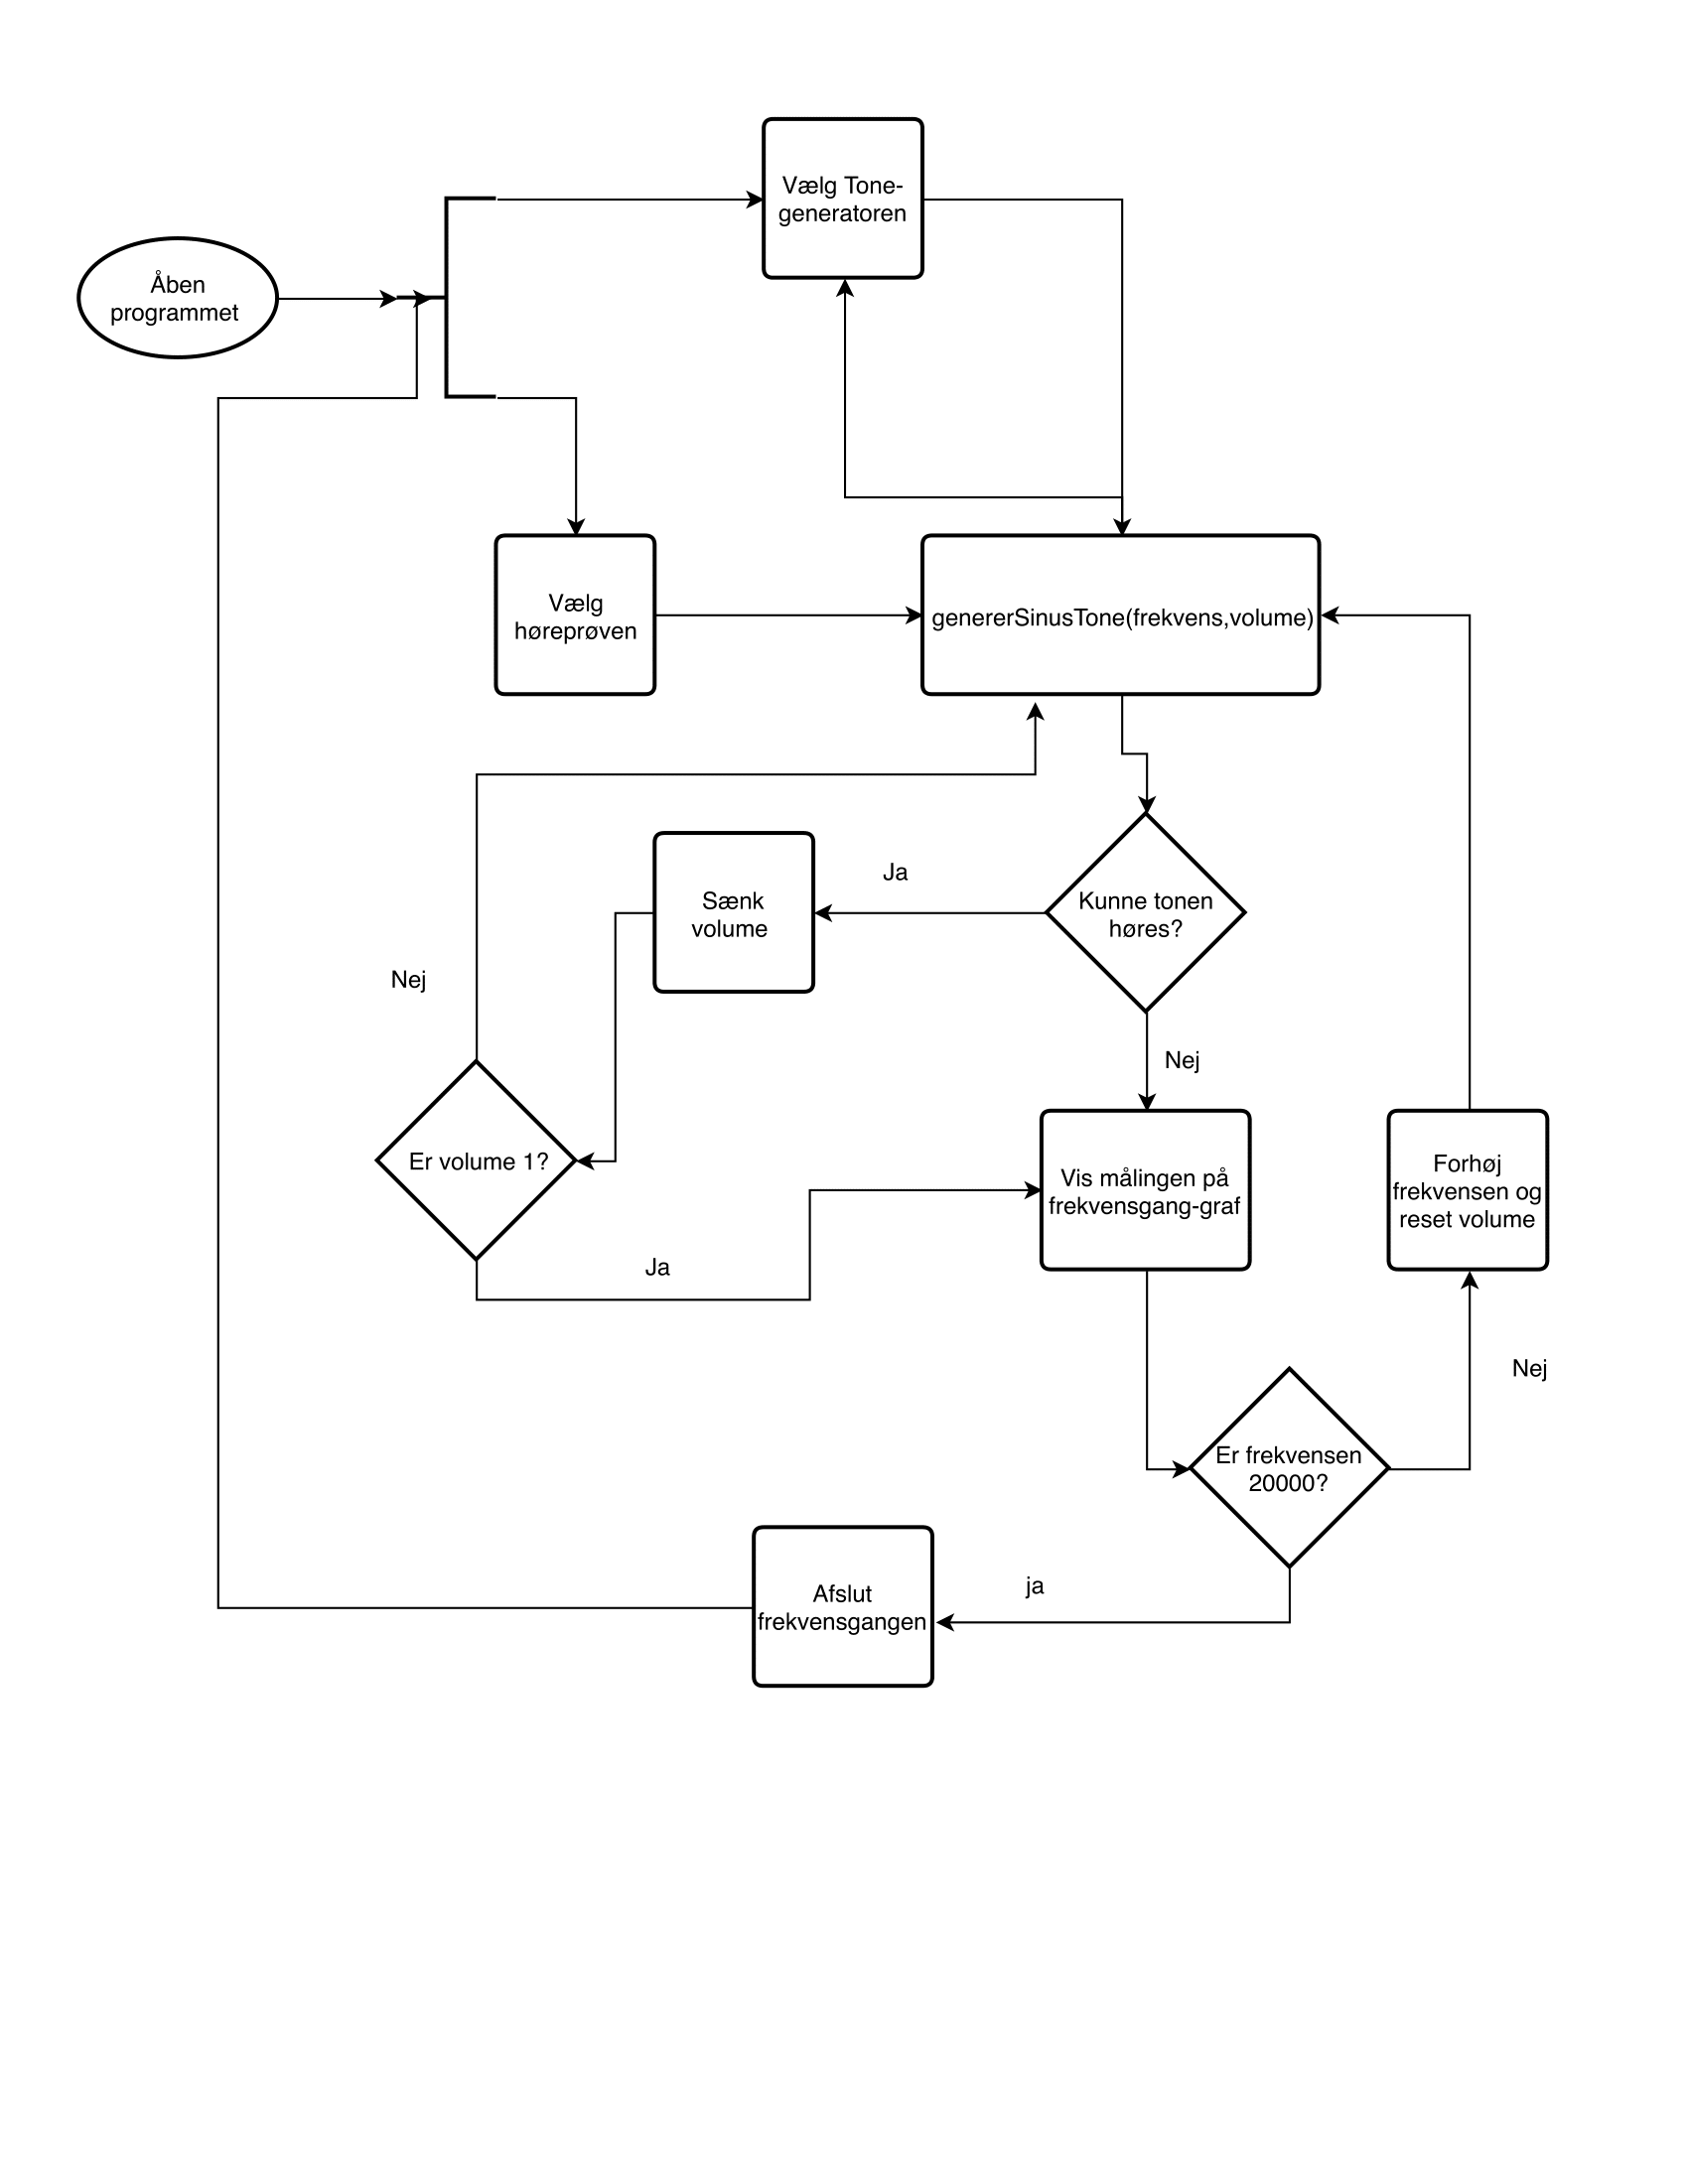 Vælg Tone-
generatoren
Åben
programmet
Vælg
høreprøven
genererSinusTone(frekvens,volume)
Ja
Sænk
volume
Kunne tonen
høres?
Nej
Nej
Er volume 1?
Vis målingen på
frekvensgang-graf
Forhøj
frekvensen og
reset volume
Ja
Nej
Er frekvensen
20000?
ja
Afslut
frekvensgangen